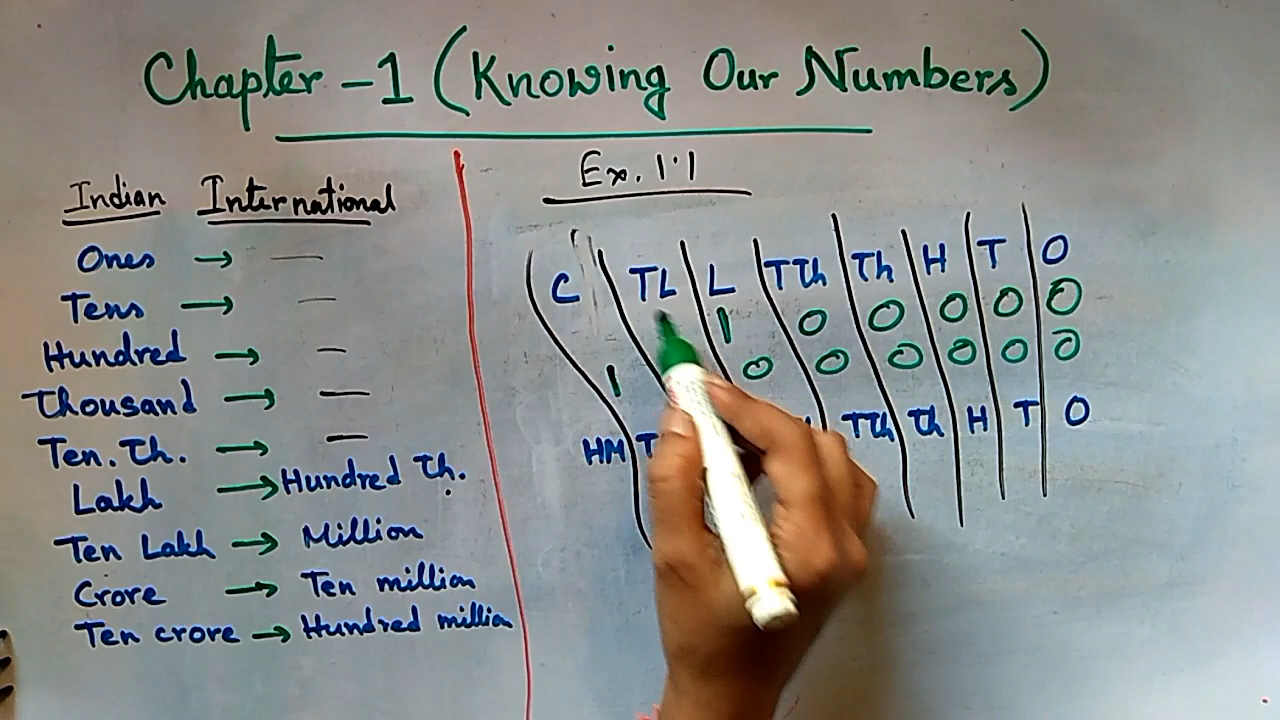 Chapter -1 (Knowing Our Numbers)
Indian International
Ones → —
Tens → —
Hundred → —
Thousand → —
Ten. Th. → —
Lakh → Hundred Th.
Ten Lakh → Million
Crore → Ten million
Ten crore → Hundred million
Ex. 1.1
C TL L TTh Th H T O
1 0 0 0 0 0
1 0 0 0 0 0 0
HM T TTh Th H T O